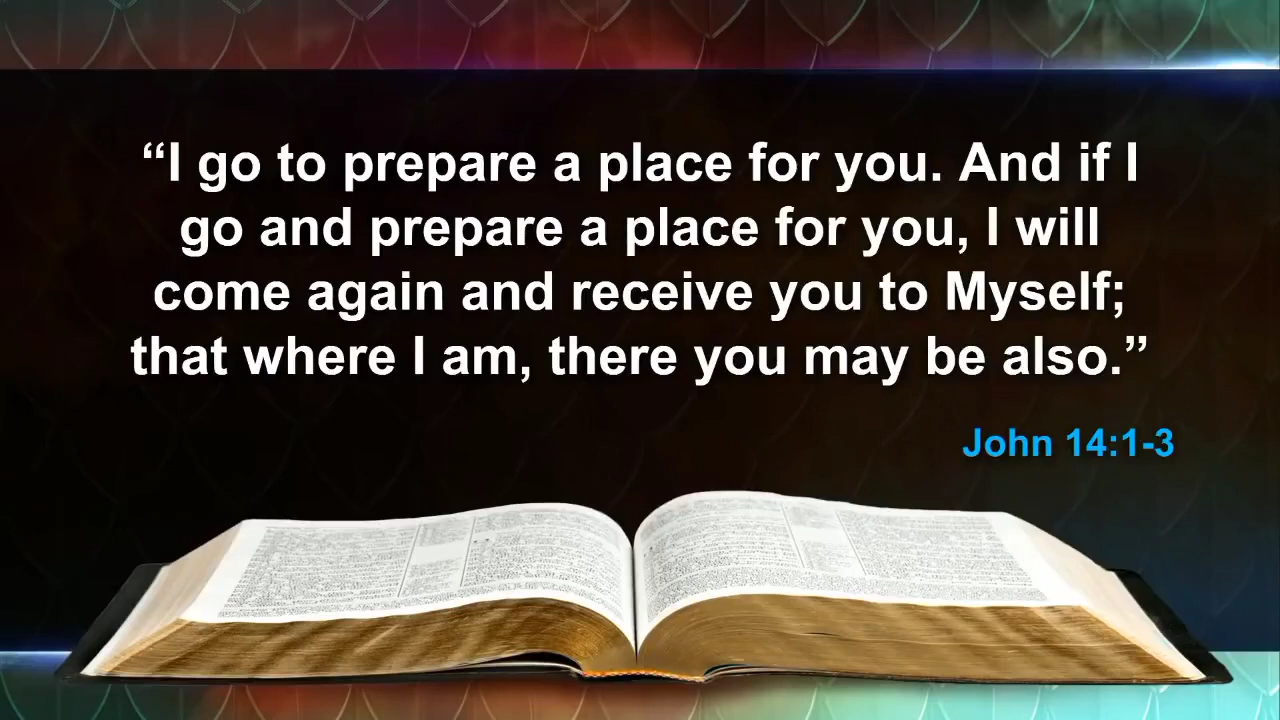 “I go to prepare a place for you. And if I
go and prepare a place for you, I will
come again and receive you to Myself;
that where I am, there you may be also.”
John 14:1-3